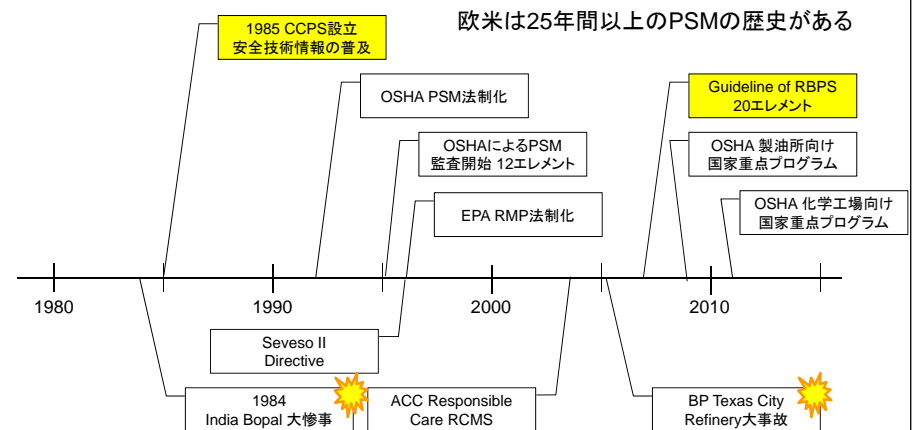 欧米は25年間以上のPSMの歴史がある
1985 CCPS設立
安全技術情報の普及
OSHA PSM法制化
Guideline of RBPS
20エレメント
OSHAによるPSM
監査開始 12エレメント
OSHA 製油所向け
国家重点プログラム
EPA RMP法制化
OSHA 化学工場向け
国家重点プログラム
1980
1990
2000
2010
Seveso II
Directive
1984
India Bopal 大惨事
ACC Responsible
Care RCMS
BP Texas City
Refinery大事故